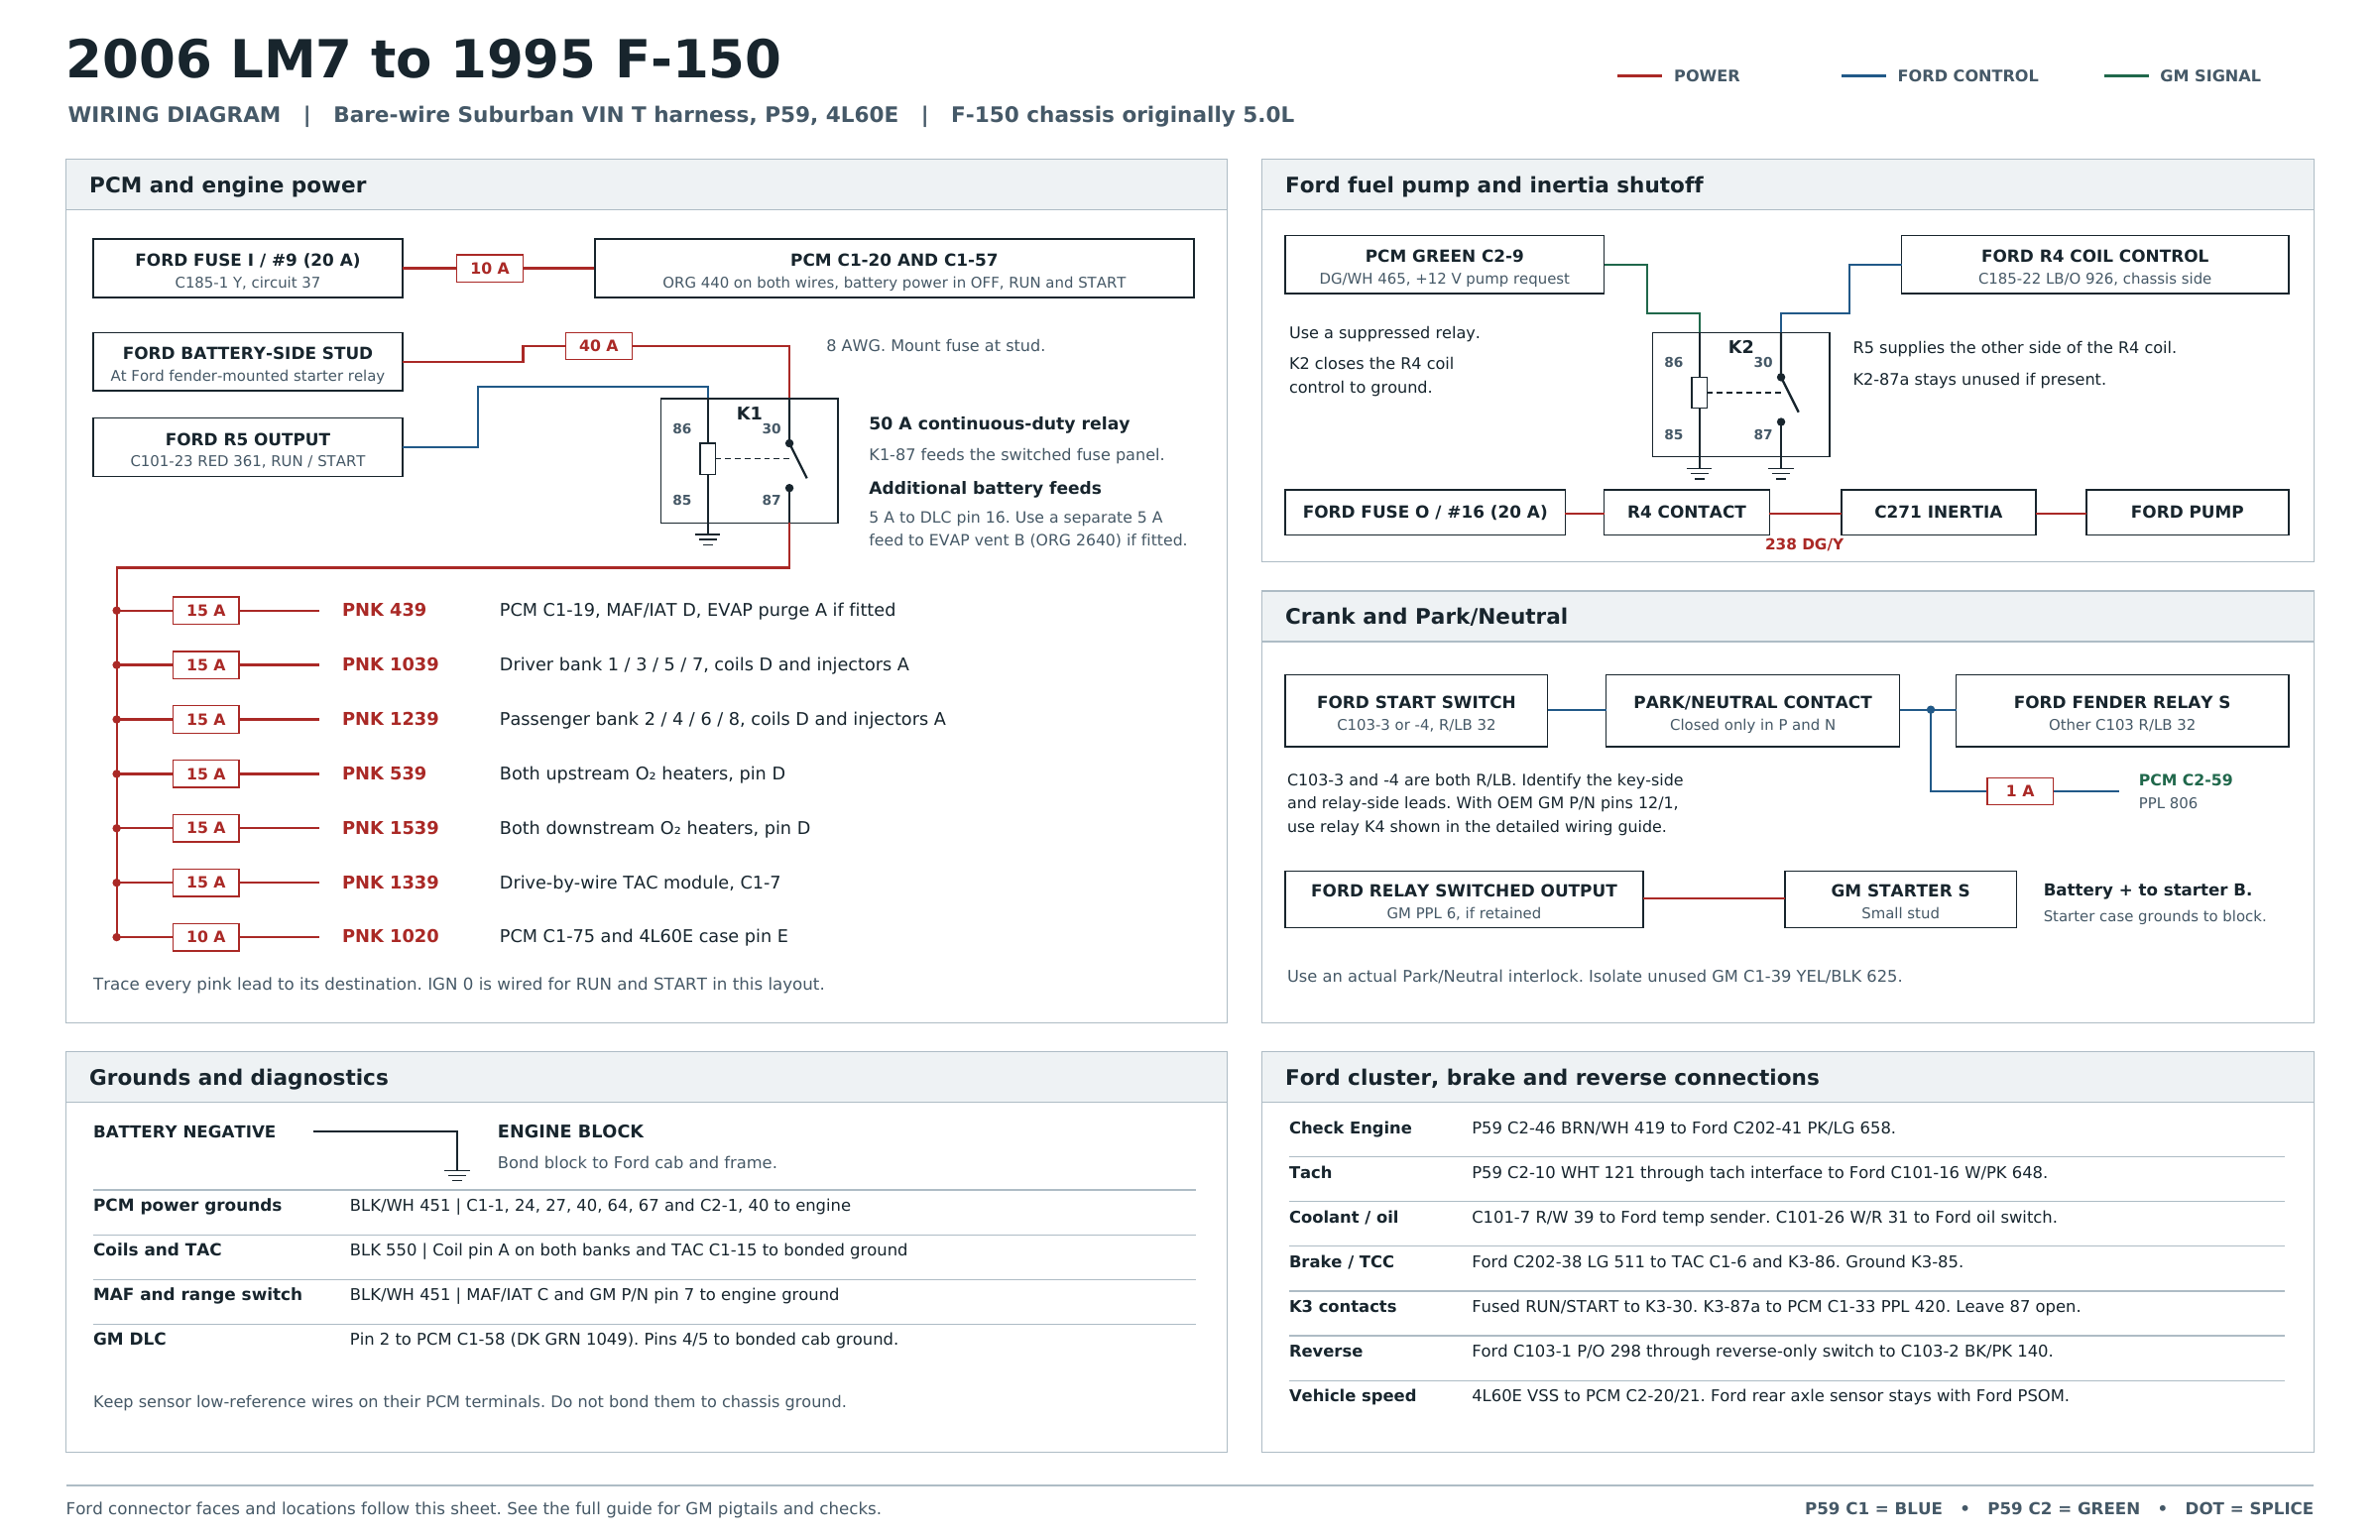 2006 LM7 to 1995 F-150
WIRING DIAGRAM | Bare-wire Suburban VIN T harness, P59, 4L60E | F-150 chassis originally 5.0L
POWER
FORD CONTROL
GM SIGNAL
PCM and engine power
FORD FUSE I / #9 (20 A)
C185-1 Y, circuit 37
10 A
PCM C1-20 AND C1-57
ORG 440 on both wires, battery power in OFF, RUN and START
FORD BATTERY-SIDE STUD
At Ford fender-mounted starter relay
40 A
8 AWG. Mount fuse at stud.
FORD R5 OUTPUT
C101-23 RED 361, RUN / START
K1
86
30
85
87
50 A continuous-duty relay
K1-87 feeds the switched fuse panel.
Additional battery feeds
5 A to DLC pin 16. Use a separate 5 A
feed to EVAP vent B (ORG 2640) if fitted.
15 A PNK 439 PCM C1-19, MAF/IAT D, EVAP purge A if fitted
15 A PNK 1039 Driver bank 1 / 3 / 5 / 7, coils D and injectors A
15 A PNK 1239 Passenger bank 2 / 4 / 6 / 8, coils D and injectors A
15 A PNK 539 Both upstream O₂ heaters, pin D
15 A PNK 1539 Both downstream O₂ heaters, pin D
15 A PNK 1339 Drive-by-wire TAC module, C1-7
10 A PNK 1020 PCM C1-75 and 4L60E case pin E
Trace every pink lead to its destination. IGN 0 is wired for RUN and START in this layout.
Ford fuel pump and inertia shutoff
PCM GREEN C2-9
DG/WH 465, +12 V pump request
FORD R4 COIL CONTROL
C185-22 LB/O 926, chassis side
Use a suppressed relay.
K2 closes the R4 coil
control to ground.
K2
86
30
85
87
R5 supplies the other side of the R4 coil.
K2-87a stays unused if present.
FORD FUSE O / #16 (20 A)
R4 CONTACT
238 DG/Y
C271 INERTIA
FORD PUMP
Crank and Park/Neutral
FORD START SWITCH
C103-3 or -4, R/LB 32
PARK/NEUTRAL CONTACT
Closed only in P and N
FORD FENDER RELAY S
Other C103 R/LB 32
C103-3 and -4 are both R/LB. Identify the key-side
and relay-side leads. With OEM GM P/N pins 12/1,
use relay K4 shown in the detailed wiring guide.
1 A
PCM C2-59
PPL 806
FORD RELAY SWITCHED OUTPUT
GM PPL 6, if retained
GM STARTER S
Small stud
Battery + to starter B.
Starter case grounds to block.
Use an actual Park/Neutral interlock. Isolate unused GM C1-39 YEL/BLK 625.
Grounds and diagnostics
BATTERY NEGATIVE
ENGINE BLOCK
Bond block to Ford cab and frame.
PCM power grounds BLK/WH 451 | C1-1, 24, 27, 40, 64, 67 and C2-1, 40 to engine
Coils and TAC BLK 550 | Coil pin A on both banks and TAC C1-15 to bonded ground
MAF and range switch BLK/WH 451 | MAF/IAT C and GM P/N pin 7 to engine ground
GM DLC Pin 2 to PCM C1-58 (DK GRN 1049). Pins 4/5 to bonded cab ground.
Keep sensor low-reference wires on their PCM terminals. Do not bond them to chassis ground.
Ford cluster, brake and reverse connections
Check Engine P59 C2-46 BRN/WH 419 to Ford C202-41 PK/LG 658.
Tach P59 C2-10 WHT 121 through tach interface to Ford C101-16 W/PK 648.
Coolant / oil C101-7 R/W 39 to Ford temp sender. C101-26 W/R 31 to Ford oil switch.
Brake / TCC Ford C202-38 LG 511 to TAC C1-6 and K3-86. Ground K3-85.
K3 contacts Fused RUN/START to K3-30. K3-87a to PCM C1-33 PPL 420. Leave 87 open.
Reverse Ford C103-1 P/O 298 through reverse-only switch to C103-2 BK/PK 140.
Vehicle speed 4L60E VSS to PCM C2-20/21. Ford rear axle sensor stays with Ford PSOM.
Ford connector faces and locations follow this sheet. See the full guide for GM pigtails and checks.
P59 C1 = BLUE • P59 C2 = GREEN • DOT = SPLICE